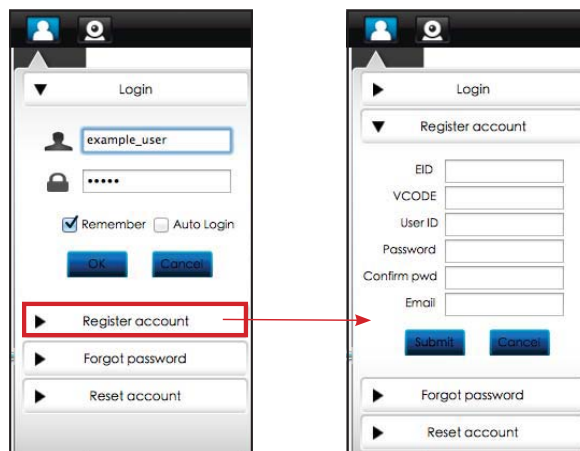 Login
example_user
•••••
Remember Auto Login
OK Cancel
Register account
Forgot password
Reset account
Login
Register account
EID
VCODE
User ID
Password
Confirm pwd
Email
Submit Cancel
Forgot password
Reset account